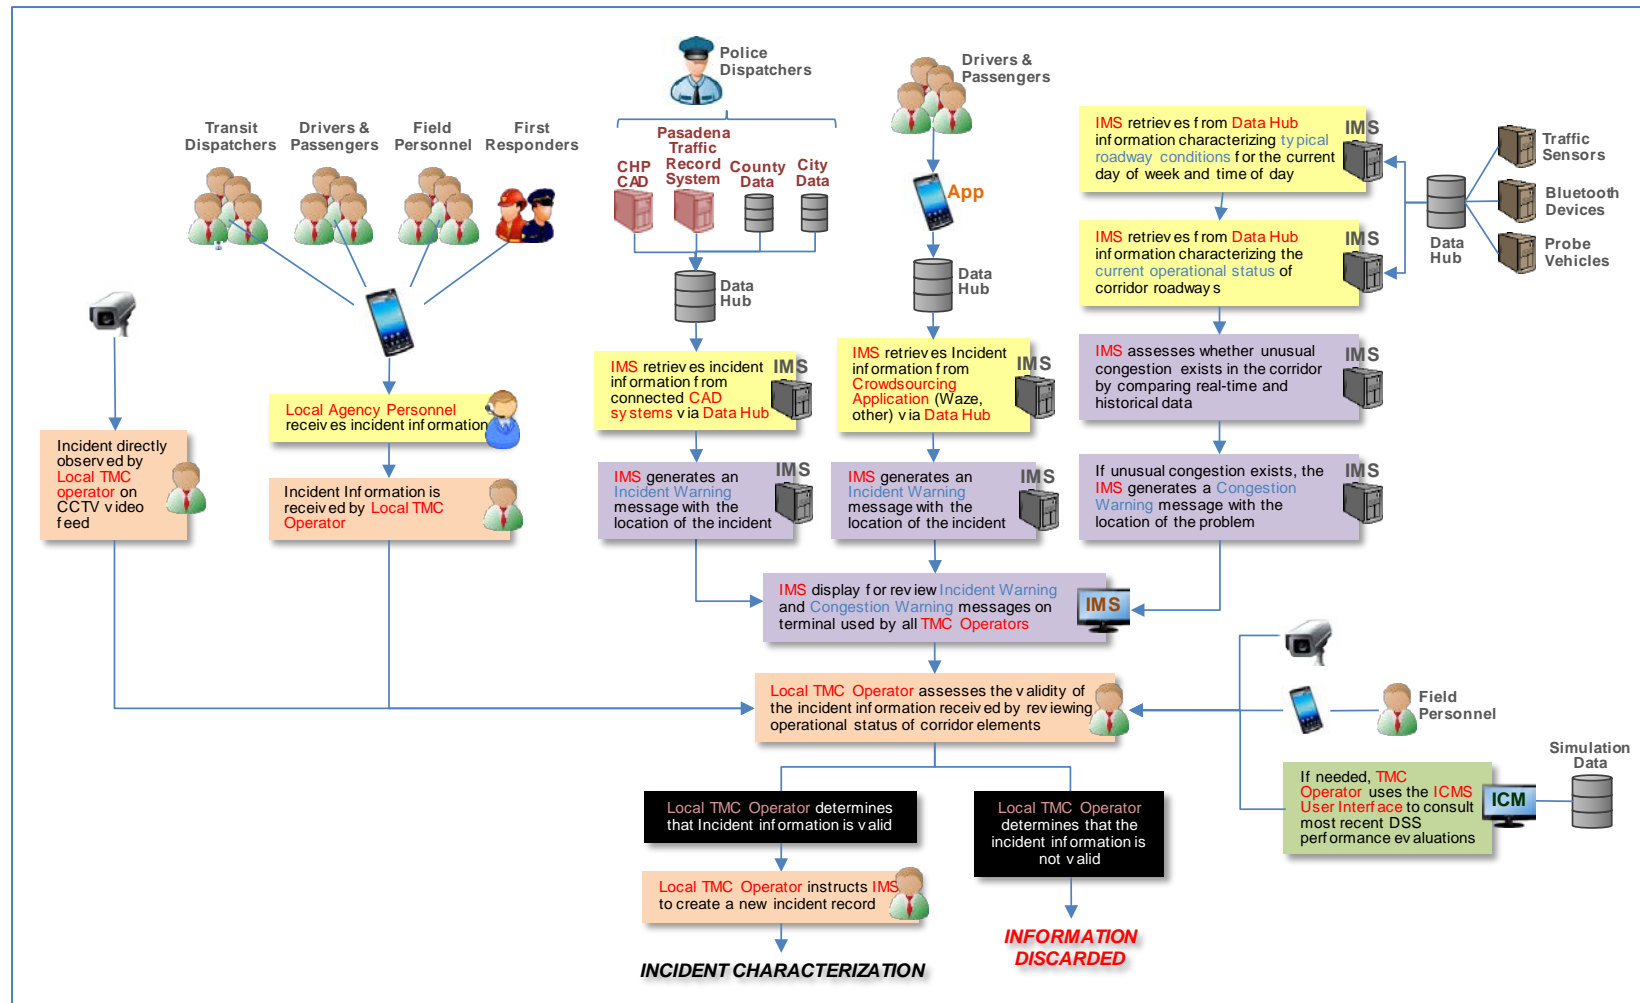 Police
Dispatchers
Drivers &
Passengers
Transit
Dispatchers
Drivers &
Passengers
Field
Personnel
First
Responders
CHP
CAD
Pasadena
Traffic
Record
System
County
Data
City
Data
App
IMS retrieves from Data Hub
information characterizing typical
roadway conditions for the current
day of week and time of day
IMS
Traffic
Sensors
Bluetooth
Devices
Probe
Vehicles
Data
Hub
IMS retrieves from Data Hub
information characterizing the
current operational status of
corridor roadways
IMS
Data
Hub
Data
Hub
IMS retrieves incident
information from
connected CAD
systems via Data Hub
IMS
IMS retrieves Incident
information from
Crowdsourcing
Application (Waze,
other) via Data Hub
IMS
IMS assesses whether unusual
congestion exists in the corridor
by comparing real-time and
historical data
IMS
Local Agency Personnel
receives incident information
Incident directly
observed by
Local TMC
operator on
CCTV video
feed
Incident Information is
received by Local TMC
Operator
IMS generates an
Incident Warning
message with the
location of the incident
IMS
IMS generates an
Incident Warning
message with the
location of the incident
IMS
If unusual congestion exists, the
IMS generates a Congestion
Warning message with the
location of the problem
IMS
IMS display for review Incident Warning
and Congestion Warning messages on
terminal used by all TMC Operators
IMS
Local TMC Operator assesses the validity of
the incident information received by reviewing
operational status of corridor elements
Field
Personnel
Simulation
Data
If needed, TMC
Operator uses the ICMS
User Interface to consult
most recent DSS
performance evaluations
ICM
Local TMC Operator determines
that Incident information is valid
Local TMC Operator
determines that the
incident information is
not valid
Local TMC Operator instructs IMS
to create a new incident record
INCIDENT CHARACTERIZATION
INFORMATION
DISCARDED